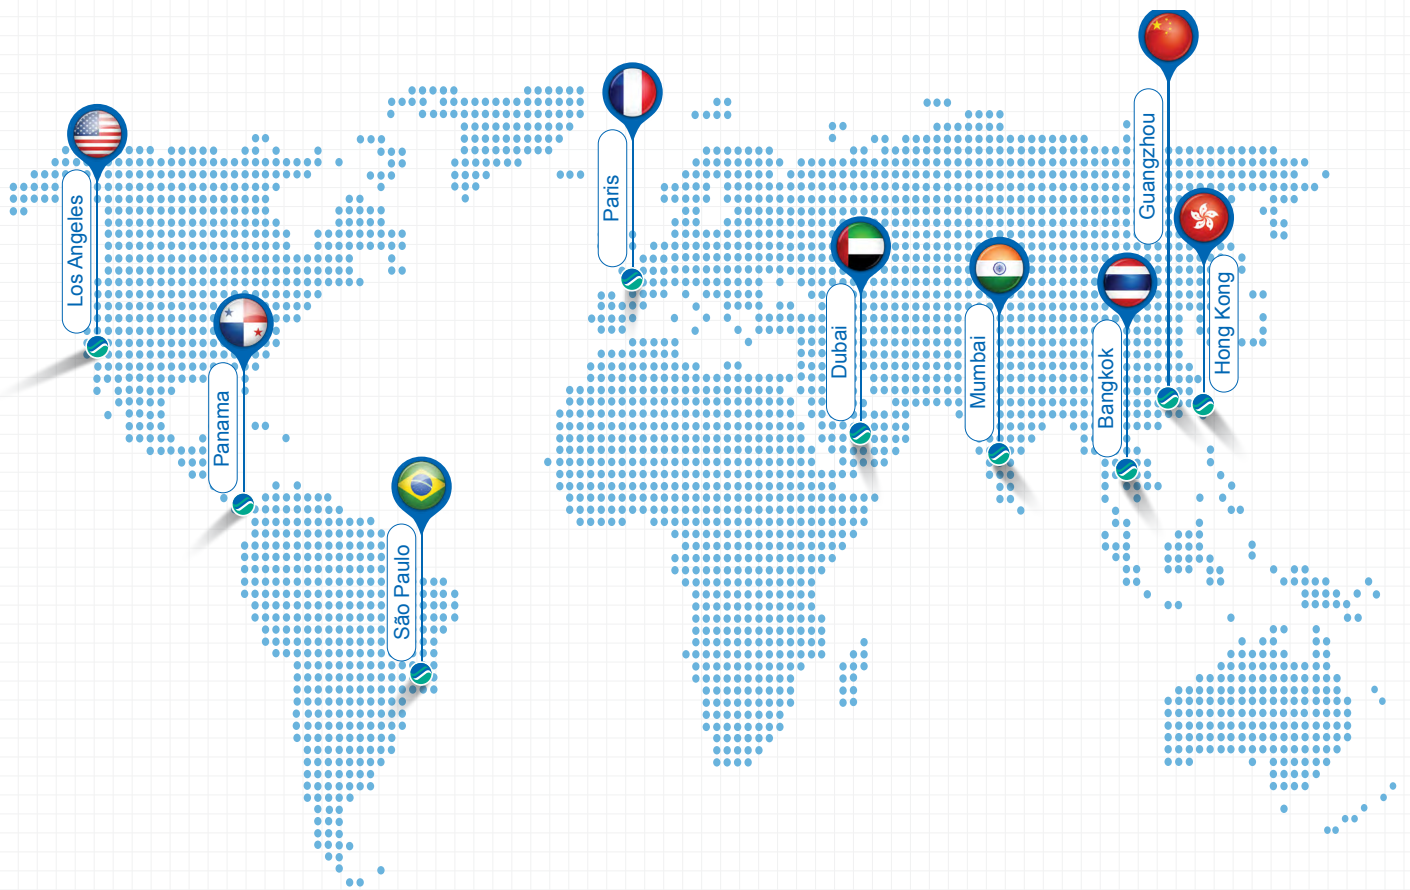 Los Angeles
Panama
São Paulo
Paris
Dubai
Mumbai
Bangkok
Guangzhou
Hong Kong